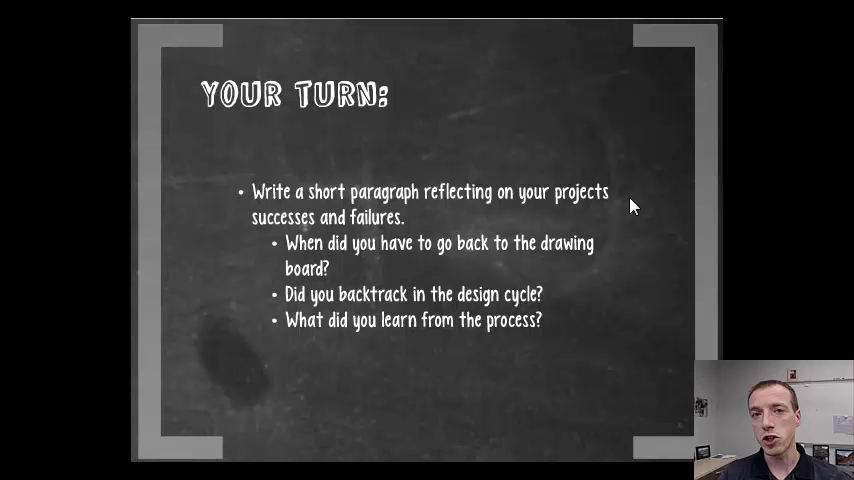 YOUR TURN:
• Write a short paragraph reflecting on your projects
successes and failures.
• When did you have to go back to the drawing
board?
• Did you backtrack in the design cycle?
• What did you learn from the process?